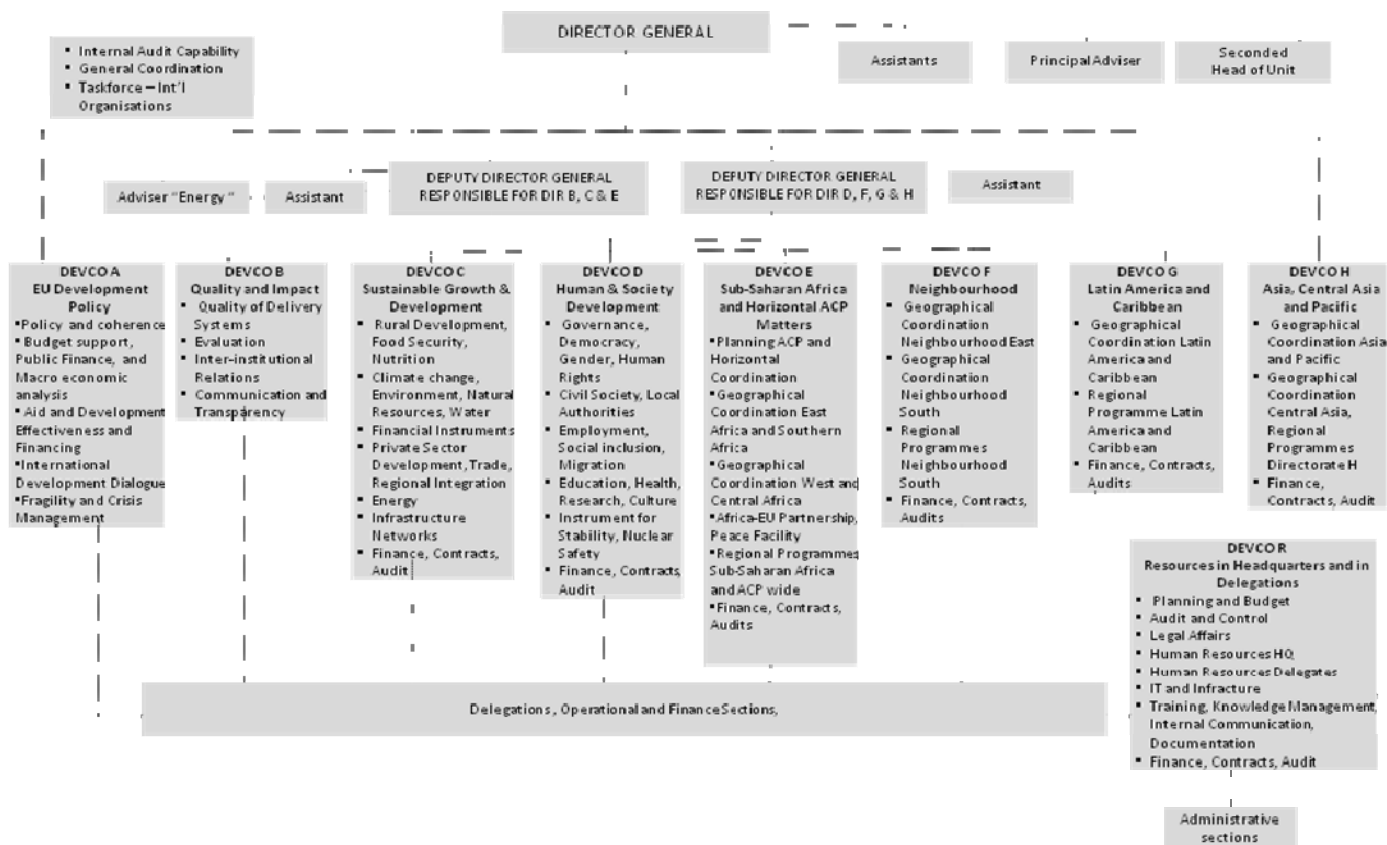 DIRECTOR GENERAL
▪ Internal Audit Capability
▪ General Coordination
▪ Taskforce – Int'l
Organisations
Assistants
Principal Adviser
Seconded
Head of Unit
Adviser "Energy "
Assistant
DEPUTY DIRECTOR GENERAL
RESPONSIBLE FOR DIR B, C & E
DEPUTY DIRECTOR GENERAL
RESPONSIBLE FOR DIR D, F, G & H
Assistant
DEVCO A
EU Development
Policy
▪Policy and coherence
▪Budget support,
Public Finance, and
Macro economic
analysis
▪Aid and Development
Effectiveness and
Financing
▪International
Development Dialogue
▪Fragility and Crisis
Management
DEVCO B
Quality and Impact
▪ Quality of Delivery
Systems
▪ Evaluation
▪ Inter-institutional
Relations
▪ Communication and
Transparency
DEVCO C
Sustainable Growth &
Development
▪ Rural Development,
Food Security,
Nutrition
▪ Climate change,
Environment, Natural
Resources, Water
▪ Financial Instruments
▪ Private Sector
Development, Trade,
Regional Integration
▪ Energy
▪ Infrastructure
Networks
▪ Finance, Contracts,
Audit
DEVCO D
Human & Society
Development
▪ Governance,
Democracy,
Gender, Human
Rights
▪ Civil Society, Local
Authorities
▪ Employment,
Social inclusion,
Migration
▪ Education, Health,
Research, Culture
▪ Instrument for
Stability, Nuclear
Safety
▪ Finance, Contracts,
Audit
DEVCO E
Sub-Saharan Africa
and Horizontal ACP
Matters
▪Planning ACP and
Horizontal
Coordination
▪Geographical
Coordination East
Africa and Southern
Africa
▪Geographical
Coordination West and
Central Africa
▪Africa-EU Partnership,
Peace Facility
▪Regional Programmes
Sub-Saharan Africa
and ACP wide
▪Finance, Contracts,
Audits
DEVCO F
Neighbourhood
▪ Geographical
Coordination
Neighbourhood East
▪ Geographical
Coordination
Neighbourhood
South
▪ Regional
Programmes
Neighbourhood
South
▪ Finance, Contracts,
Audits
DEVCO G
Latin America and
Caribbean
▪ Geographical
Coordination Latin
America and
Caribbean
▪ Regional
Programme Latin
America and
Caribbean
▪ Finance, Contracts,
Audits
DEVCO H
Asia, Central Asia
and Pacific
▪ Geographical
Coordination Asia
and Pacific
▪ Geographical
Coordination
Central Asia,
Regional
Programmes
Directorate H
▪ Finance,
Contracts, Audit
DEVCO R
Resources in Headquarters and in
Delegations
▪ Planning and Budget
▪ Audit and Control
▪ Legal Affairs
▪ Human Resources HQ
▪ Human Resources Delegates
▪ IT and Infracture
▪ Training, Knowledge Management,
Internal Communication,
Documentation
▪ Finance, Contracts, Audit
Delegations, Operational and Finance Sections,
Administrative
sections